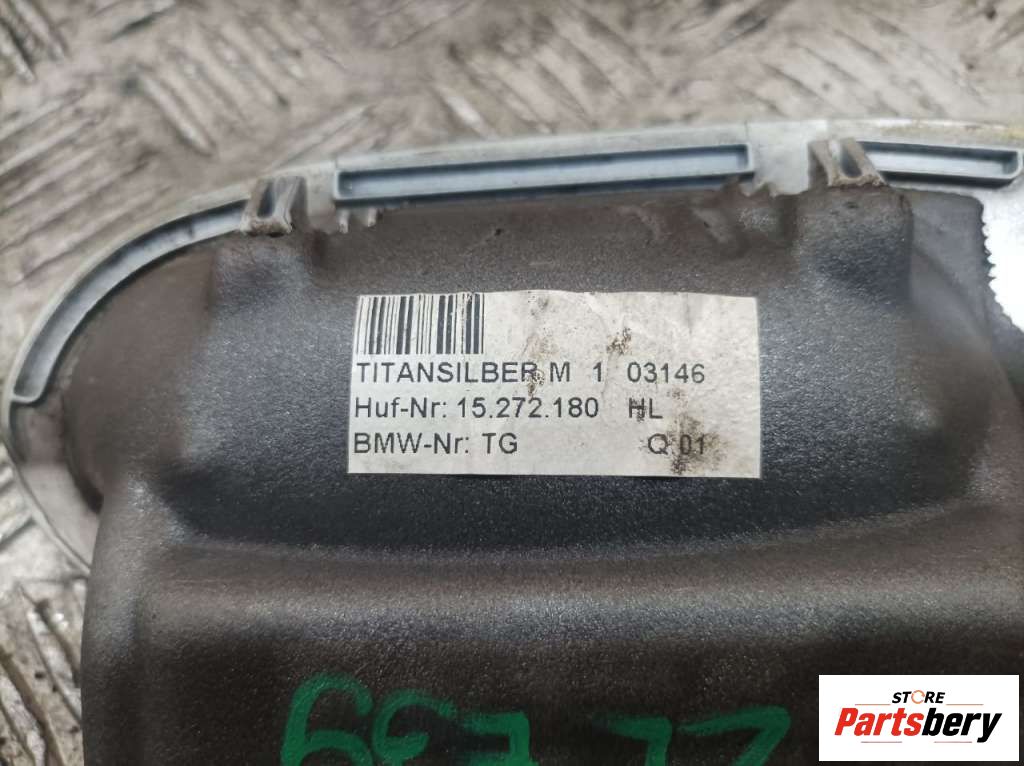 TITANSILBER M 1 03146
Huf-Nr: 15.272.180 HL
BMW-Nr: TG Q 01
STORE
Partsbery